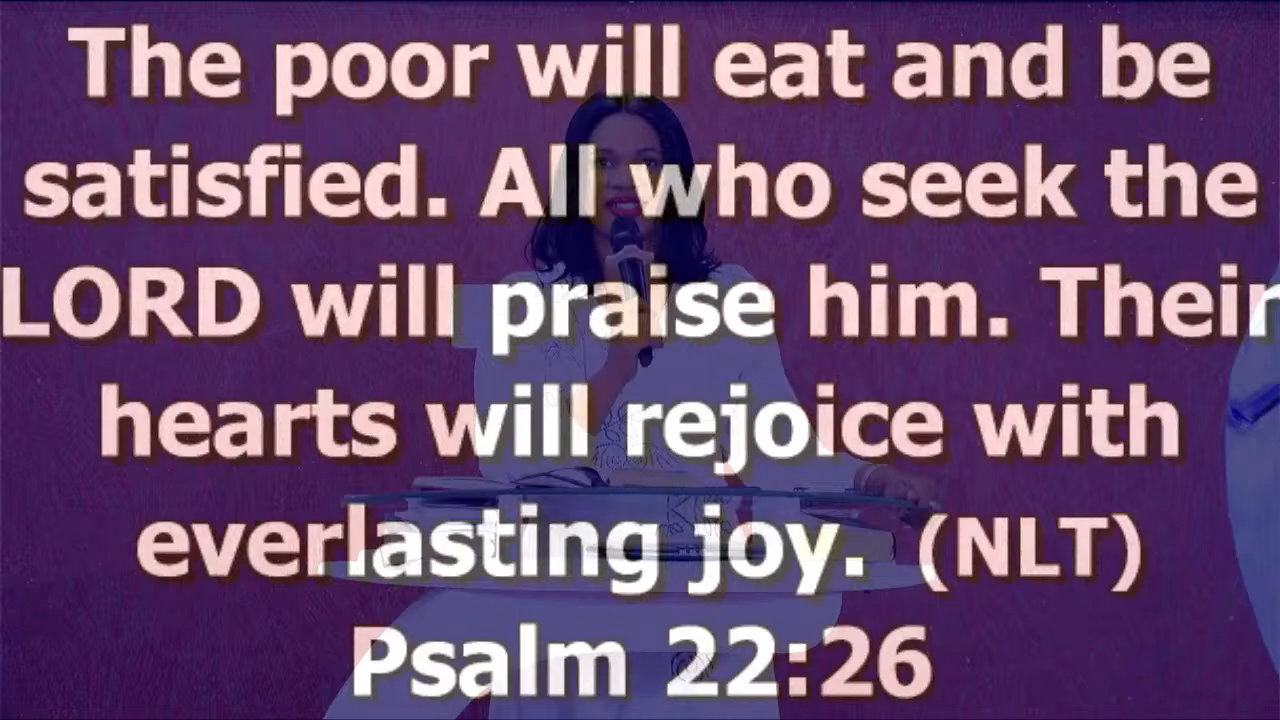 The poor will eat and be
satisfied. All who seek the
LORD will praise him. Their
hearts will rejoice with
everlasting joy. (NLT)
Psalm 22:26